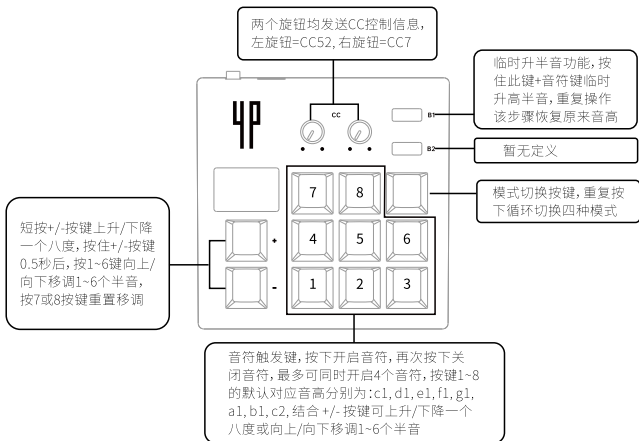 两个旋钮均发送CC控制信息,
左旋钮=CC52, 右旋钮=CC7
临时升半音功能, 按
住此键+音符键临时
升高半音, 重复操作
该步骤恢复原来音高
CC
B1
B2
暂无定义
模式切换按键, 重复按
下循环切换四种模式
7
8
4
5
6
1
2
3
+
-
短按+/-按键上升/下降
一个八度, 按住+/-按键
0.5秒后, 按1~6键向上/
向下移调1~6个半音,
按7或8按键重置移调
音符触发键, 按下开启音符, 再次按下关
闭音符, 最多可同时开启4个音符, 按键1~8
的默认对应音高分别为:c1, d1, e1, f1, g1,
a1, b1, c2, 结合 +/- 按键可上升/下降一个
八度或向上/向下移调1~6个半音